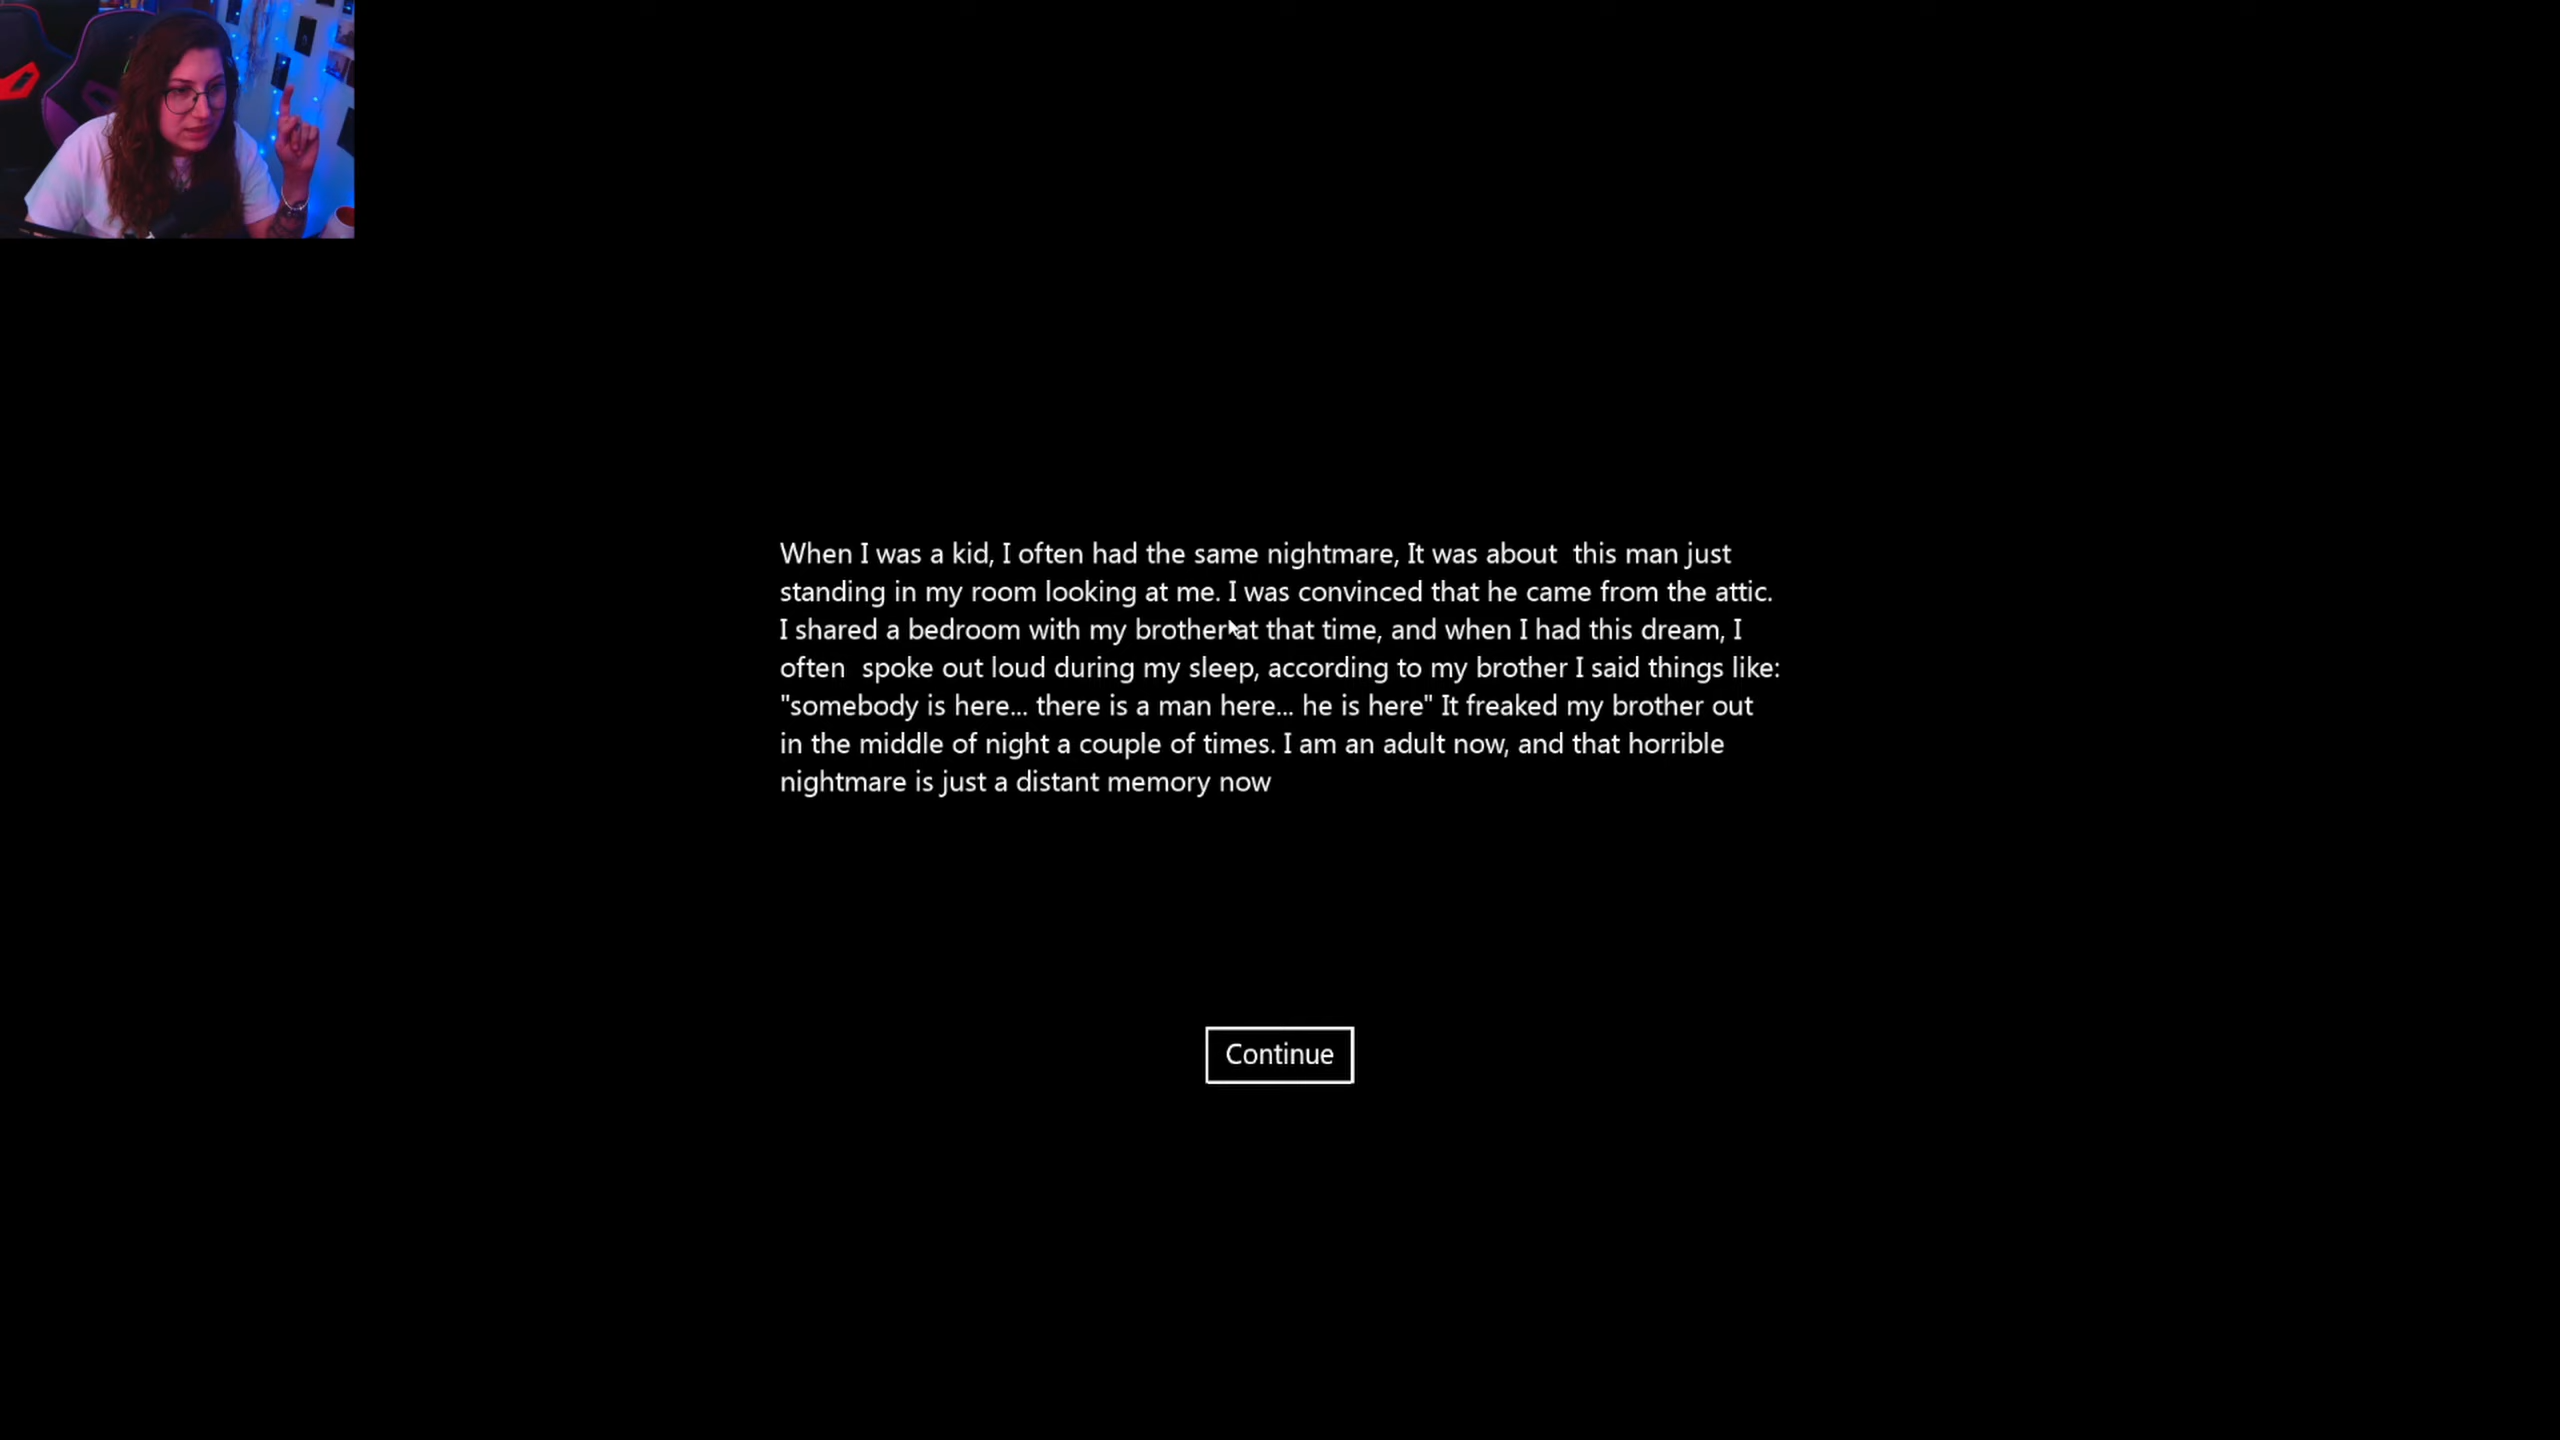 When I was a kid, I often had the same nightmare, It was about  this man just
standing in my room looking at me. I was convinced that he came from the attic.
I shared a bedroom with my brother at that time, and when I had this dream, I
often  spoke out loud during my sleep, according to my brother I said things like:
"somebody is here... there is a man here... he is here" It freaked my brother out
in the middle of night a couple of times. I am an adult now, and that horrible
nightmare is just a distant memory now
Continue